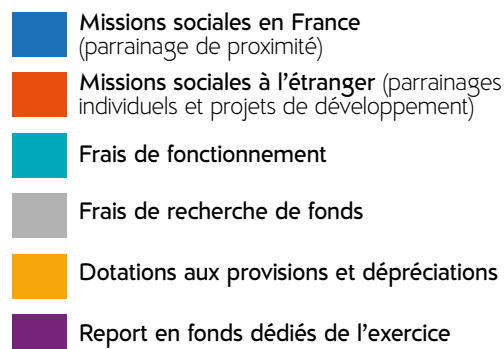 Missions sociales en France
(parrainage de proximité)
Missions sociales à l’étranger (parrainages
individuels et projets de développement)
Frais de fonctionnement
Frais de recherche de fonds
Dotations aux provisions et dépréciations
Report en fonds dédiés de l’exercice